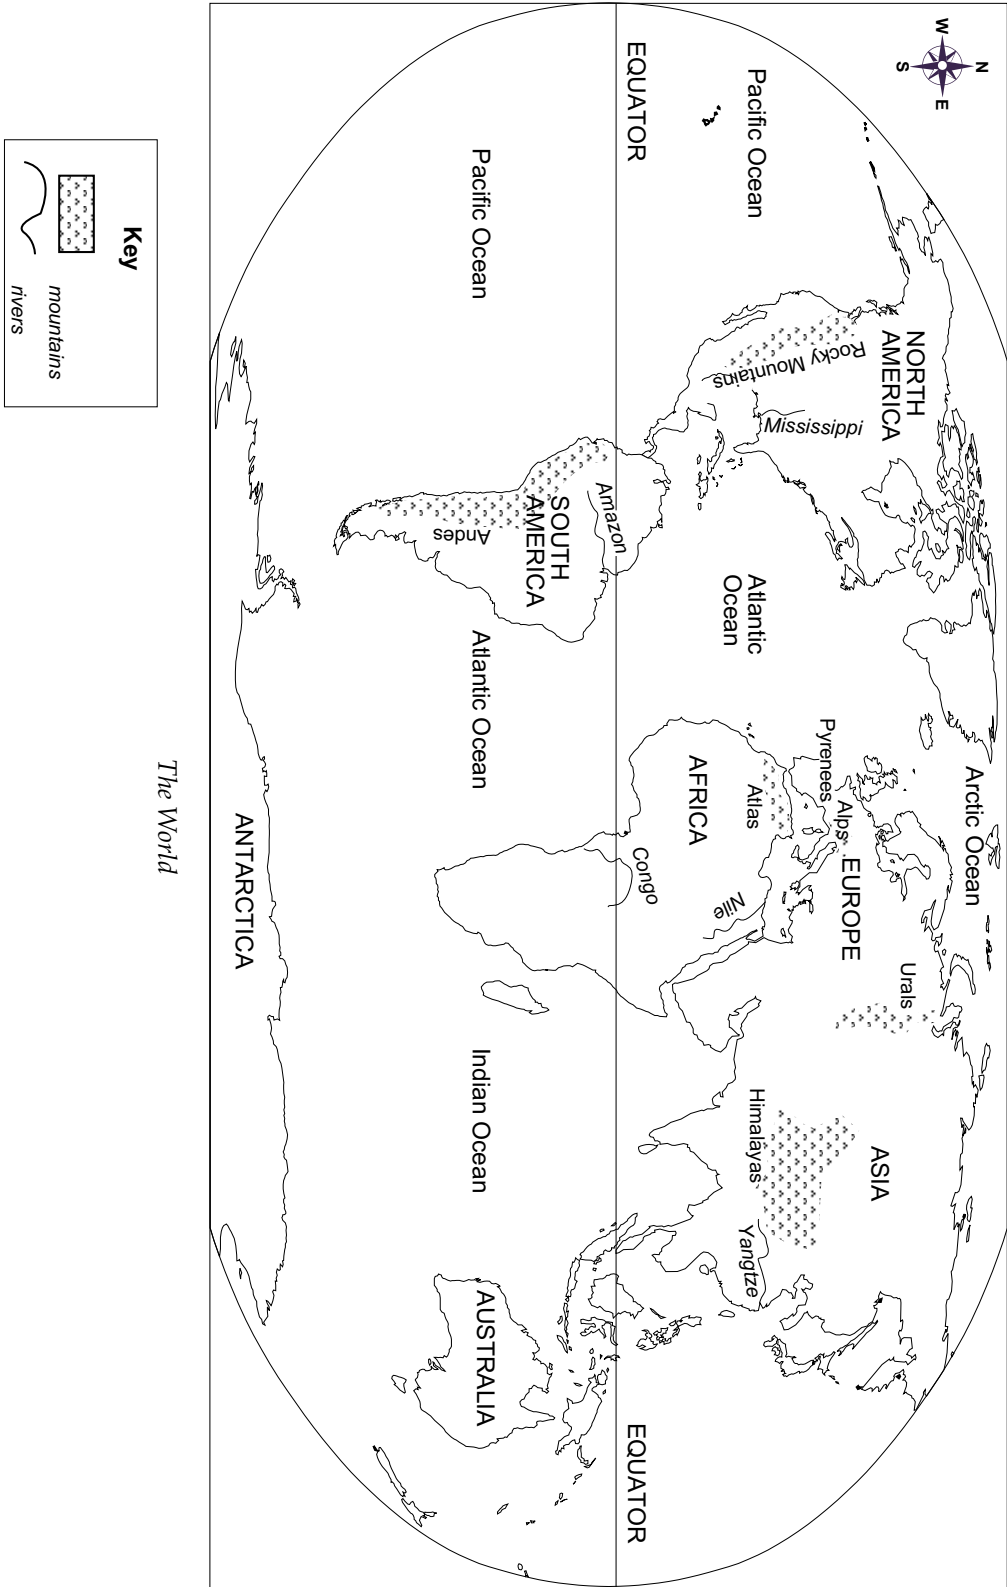 N
W
E
S
Arctic Ocean
NORTH
AMERICA
Rocky Mountains
Mississippi
Pacific Ocean
Atlantic
Ocean
EUROPE
Pyrenees
Alps
Urals
ASIA
Himalayas
Yangtze
Atlas
AFRICA
Nile
Congo
EQUATOR
EQUATOR
Amazon
SOUTH
AMERICA
Andes
Pacific Ocean
Atlantic Ocean
Indian Ocean
AUSTRALIA
ANTARCTICA
The World
Key
mountains
rivers